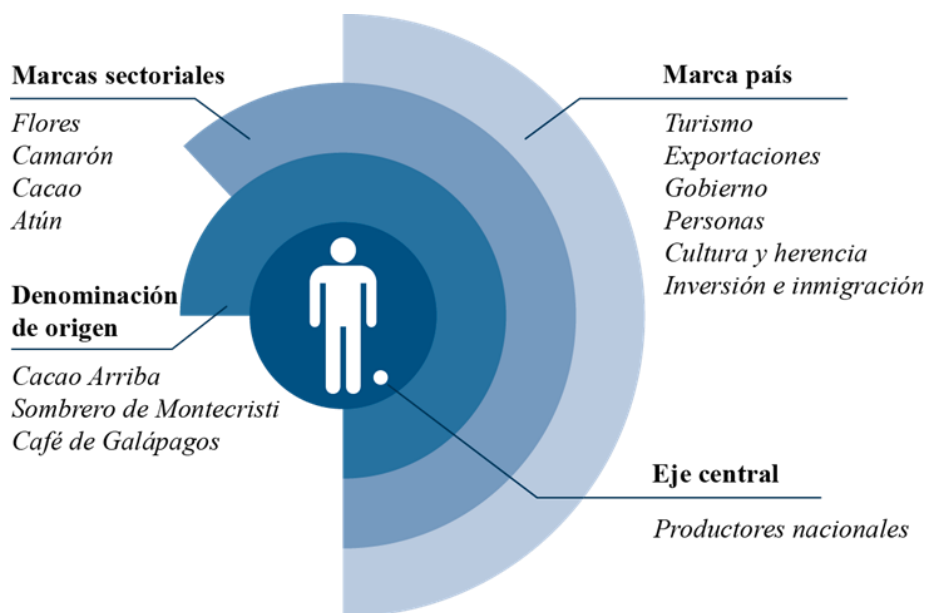 Marcas sectoriales
Flores
Camarón
Cacao
Atún
Denominación
de origen
Cacao Arriba
Sombrero de Montecristi
Café de Galápagos
Marca país
Turismo
Exportaciones
Gobierno
Personas
Cultura y herencia
Inversión e inmigración
Eje central
Productores nacionales